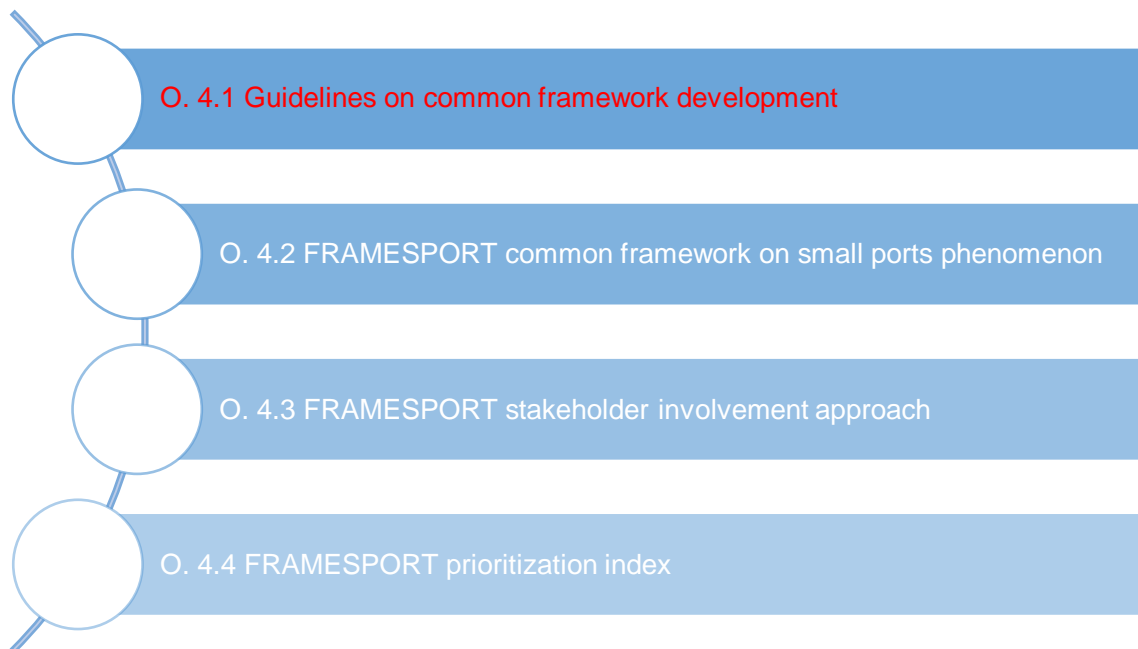 O. 4.1 Guidelines on common framework development
O. 4.2 FRAMESPORT common framework on small ports phenomenon
O. 4.3 FRAMESPORT stakeholder involvement approach
O. 4.4 FRAMESPORT prioritization index